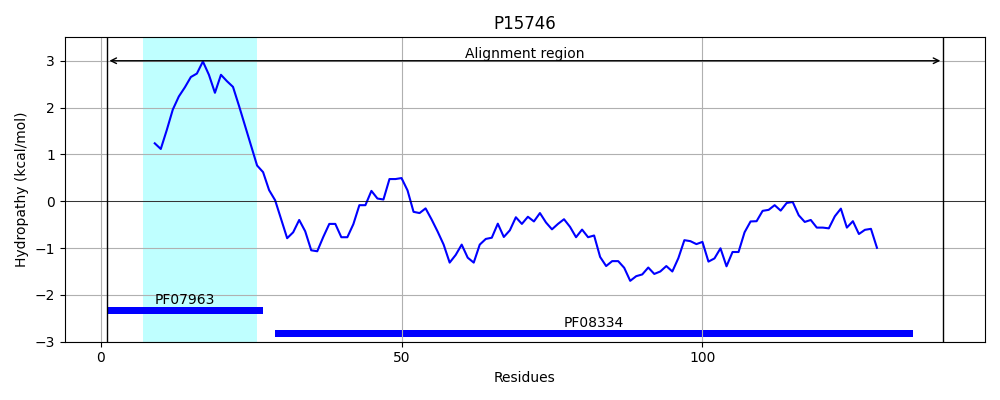 P15746
Alignment region
3
2
1
0
−1
−2
−3
Hydropathy (kcal/mol)
PF07963
PF08334
0
50
100
Residues